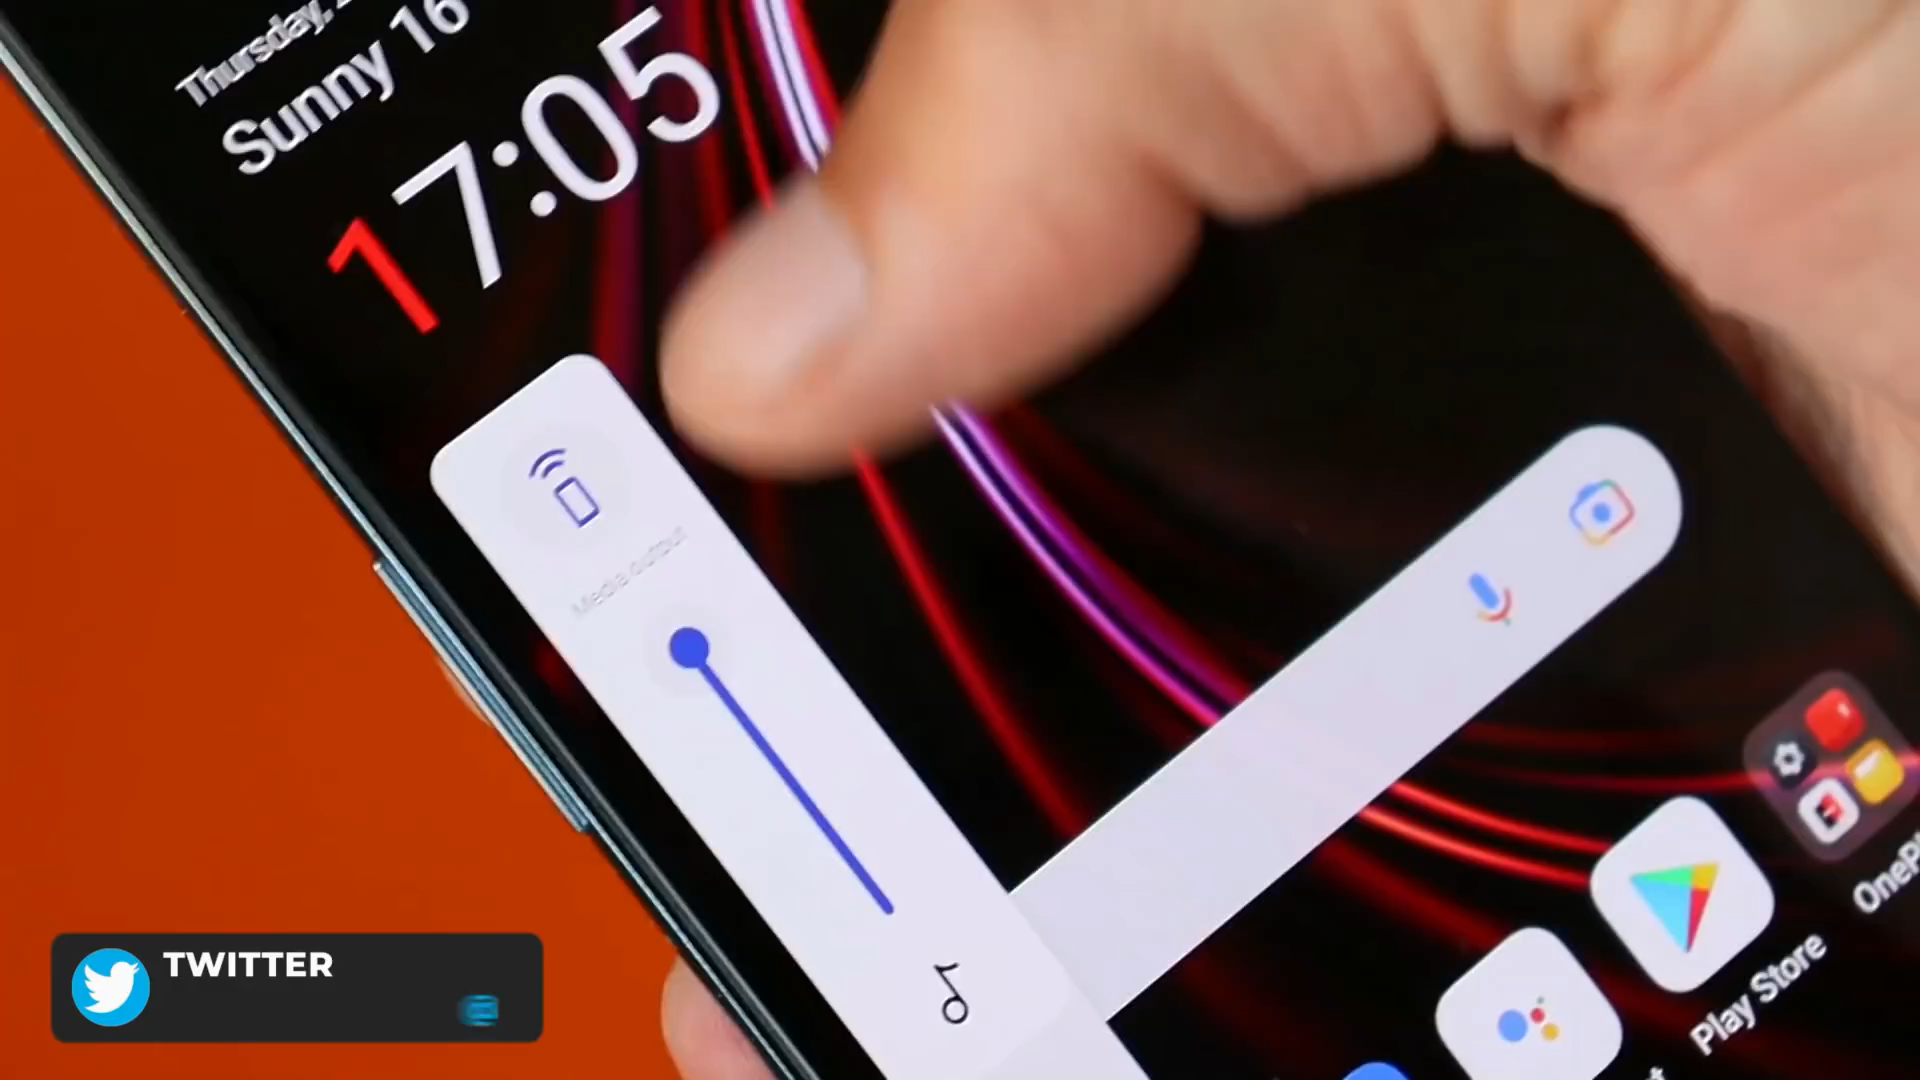 Thursday,
Sunny 16
17:05
Media output
Play Store
TWITTER